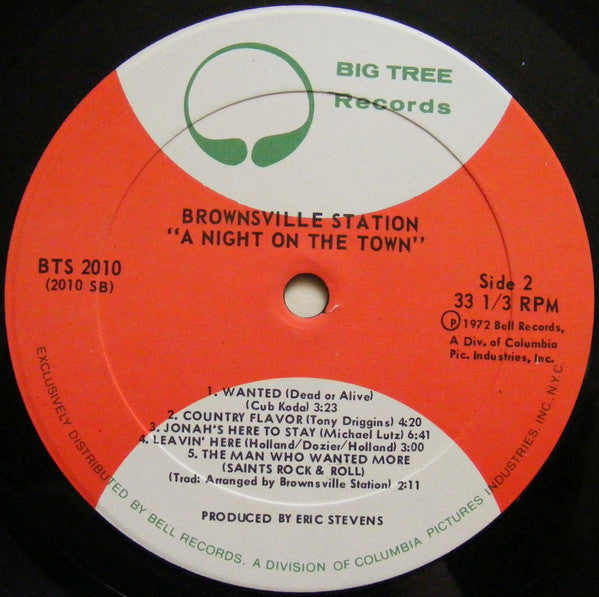 BIG TREE
Records
BROWNSVILLE STATION
"A NIGHT ON THE TOWN"
BTS 2010
(2010 SB)
Side 2
33 1/3 RPM
Ⓟ 1972 Bell Records,
A Div. of Columbia
Pic. Industries, Inc.
1. WANTED (Dead or Alive)
(Cub Koda) 3:23
2. COUNTRY FLAVOR (Tony Driggins) 4:20
3. JONAH'S HERE TO STAY (Michael Lutz) 6:41
4. LEAVIN' HERE (Holland/Dozier/Holland) 3:00
5. THE MAN WHO WANTED MORE
(SAINTS ROCK & ROLL)
(Trad: Arranged by Brownsville Station) 2:11
PRODUCED BY ERIC STEVENS
EXCLUSIVELY DISTRIBUTED BY BELL RECORDS. A DIVISION OF COLUMBIA PICTURES INDUSTRIES, INC., N.Y.C.